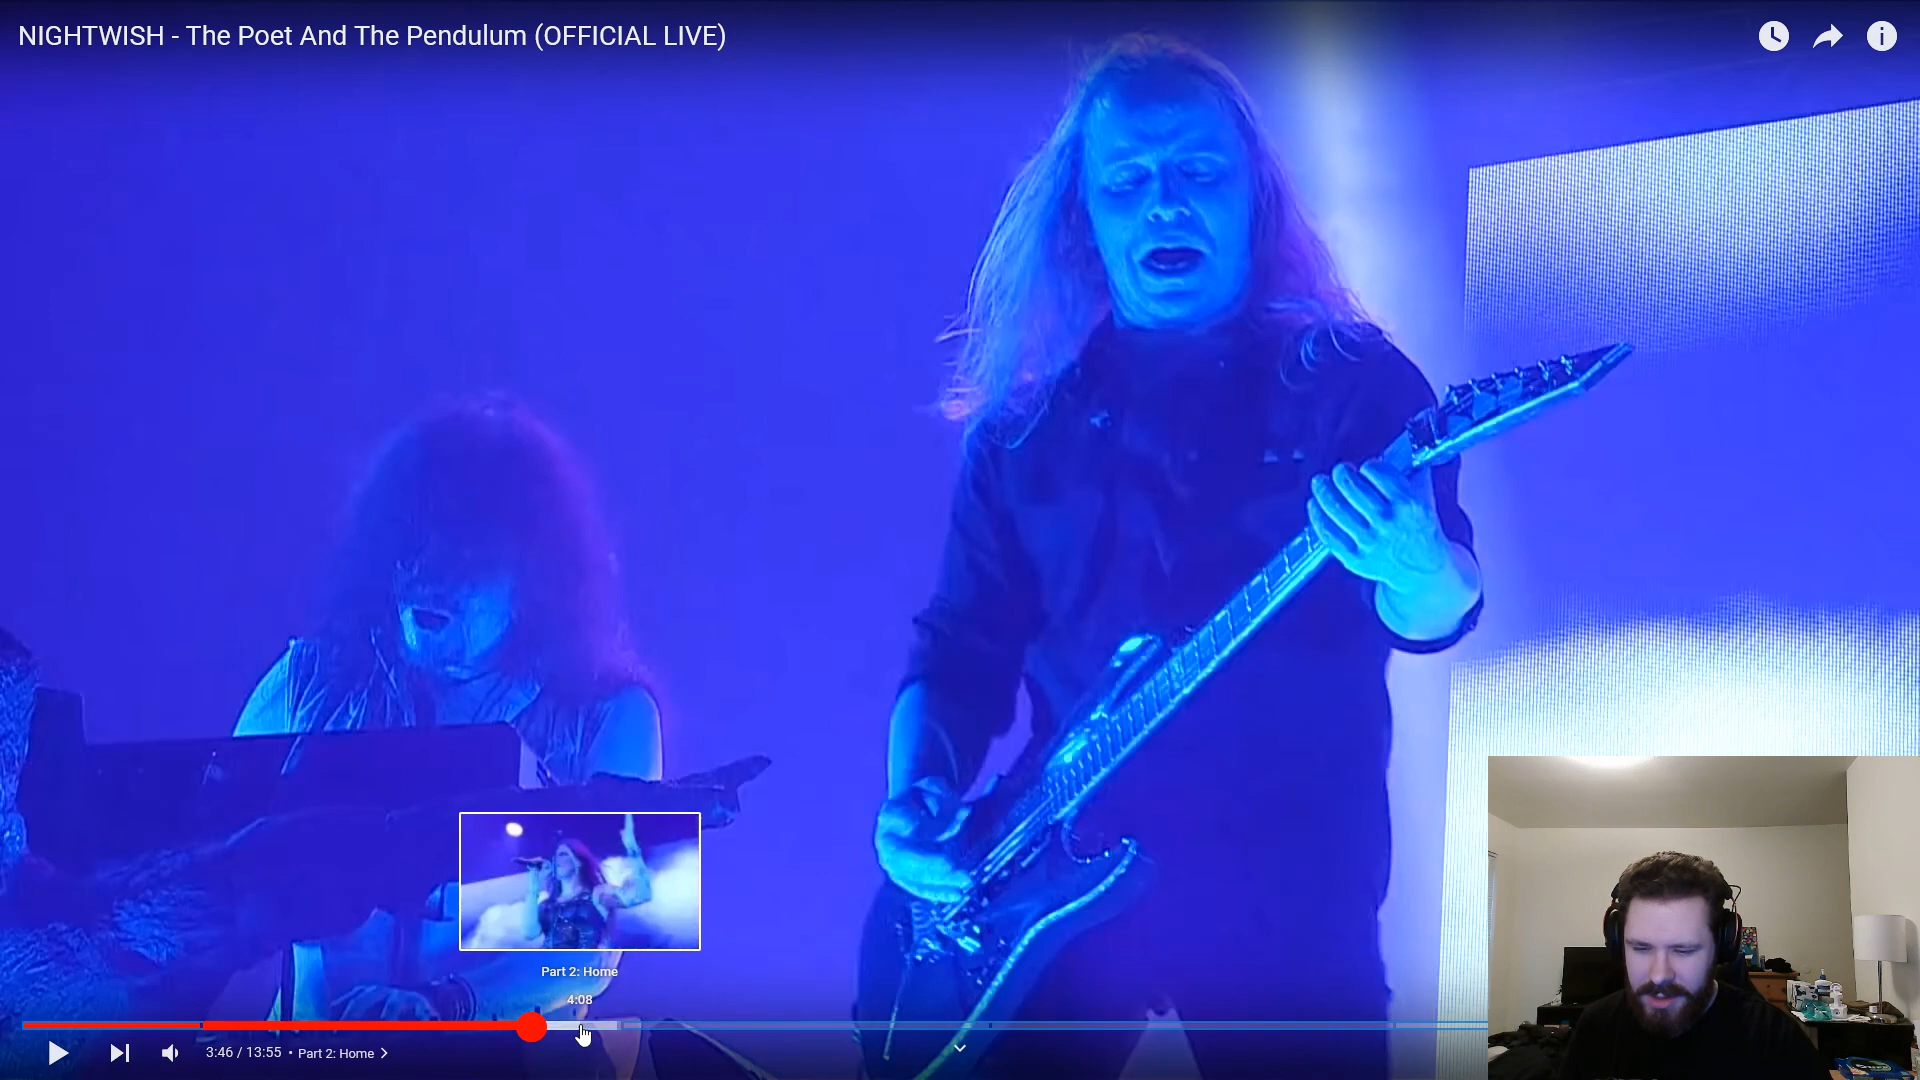 NIGHTWISH - The Poet And The Pendulum (OFFICIAL LIVE)
Part 2: Home
4:08
3:46 / 13:55 • Part 2: Home